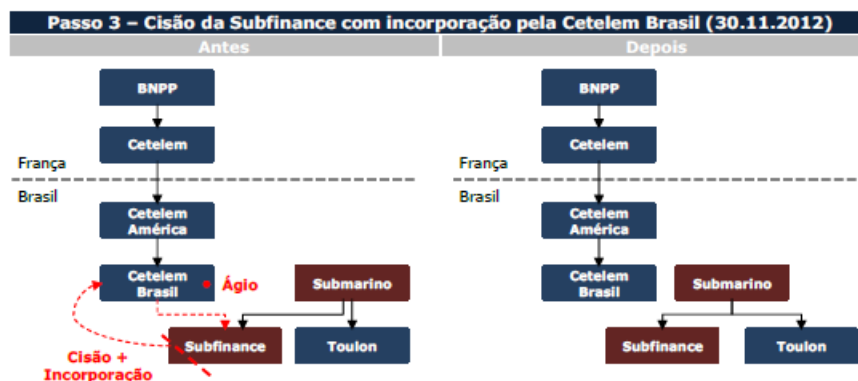 Passo 3 – Cisão da Subfinance com incorporação pela Cetelem Brasil (30.11.2012)
Antes
Depois
BNPP
BNPP
Cetelem
Cetelem
França
França
Brasil
Brasil
Cetelem
América
Cetelem
América
Cetelem
Brasil
Ágio
Submarino
Cetelem
Brasil
Submarino
Subfinance
Toulon
Subfinance
Toulon
Cisão +
Incorporação